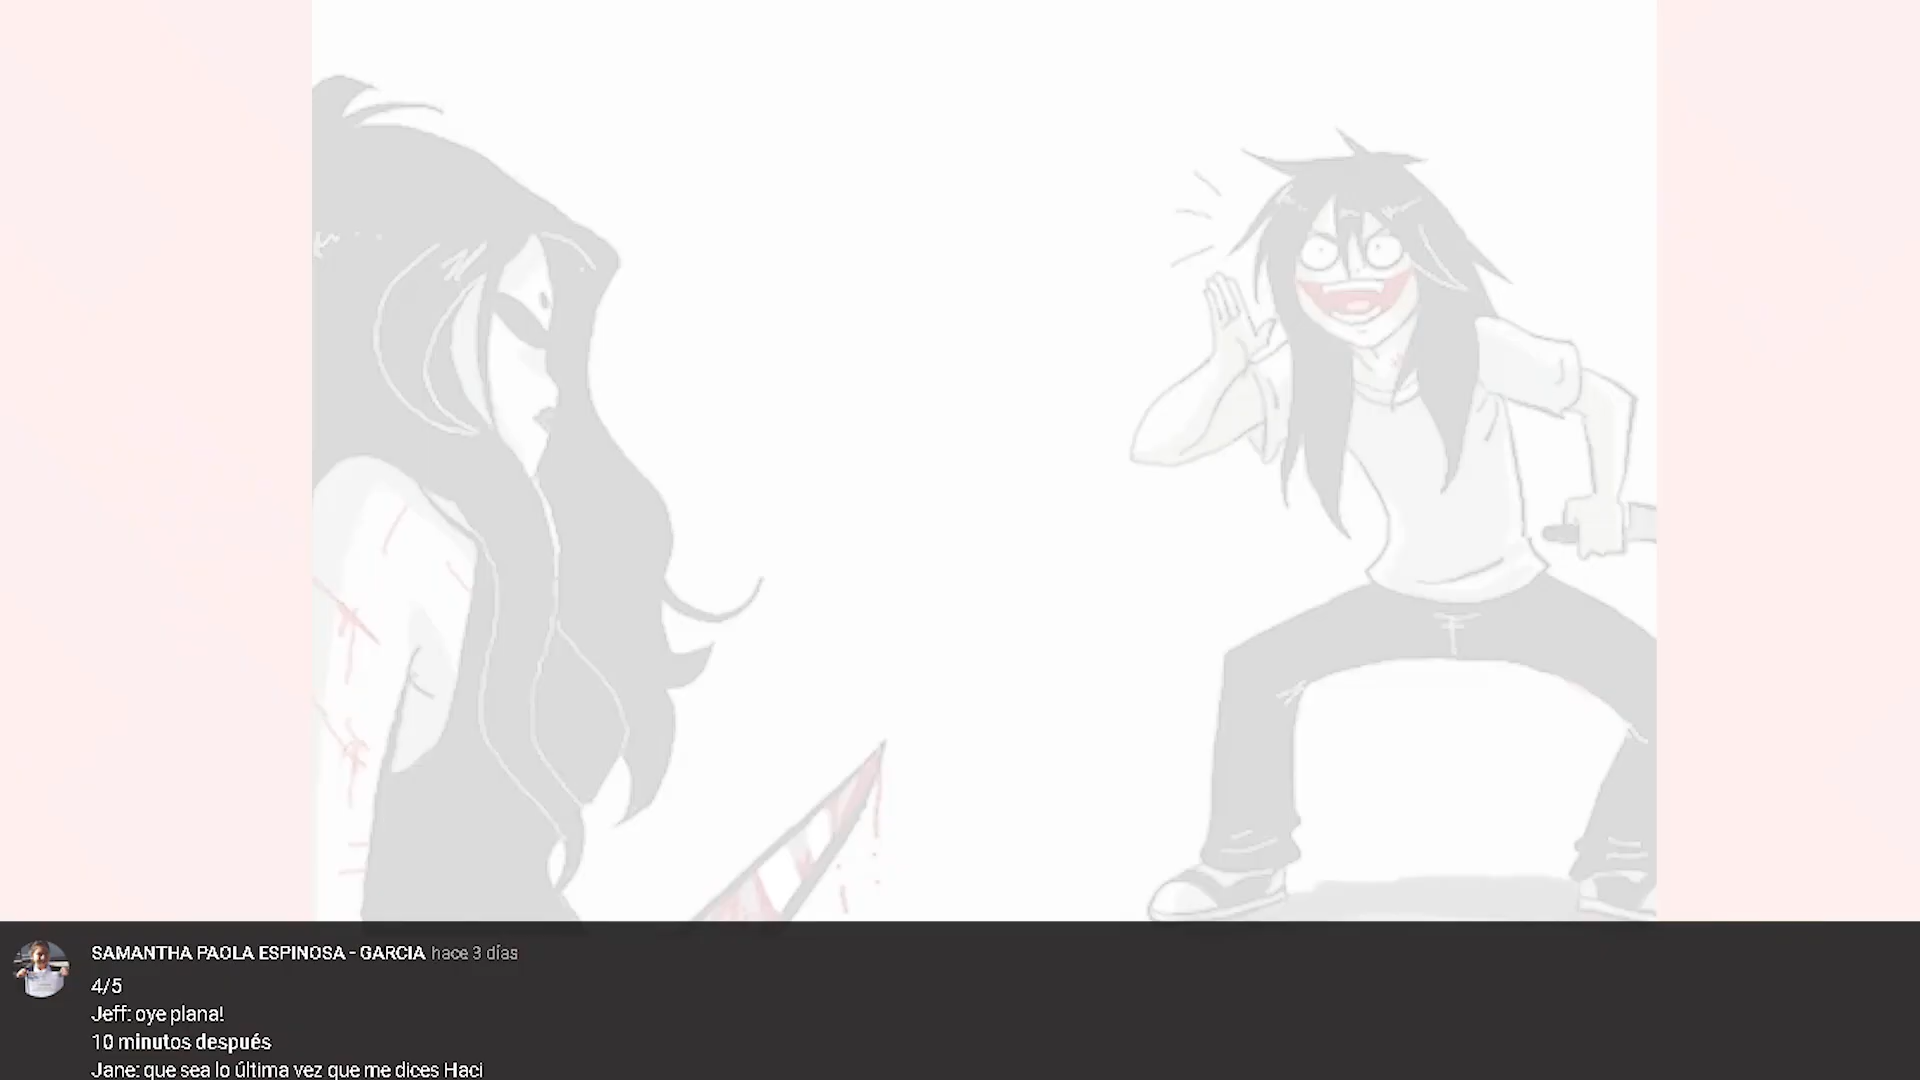 SAMANTHA PAOLA ESPINOSA - GARCIA hace 3 días
4/5
Jeff: oye plana!
10 minutos después
Jane: que sea lo última vez que me dices Haci